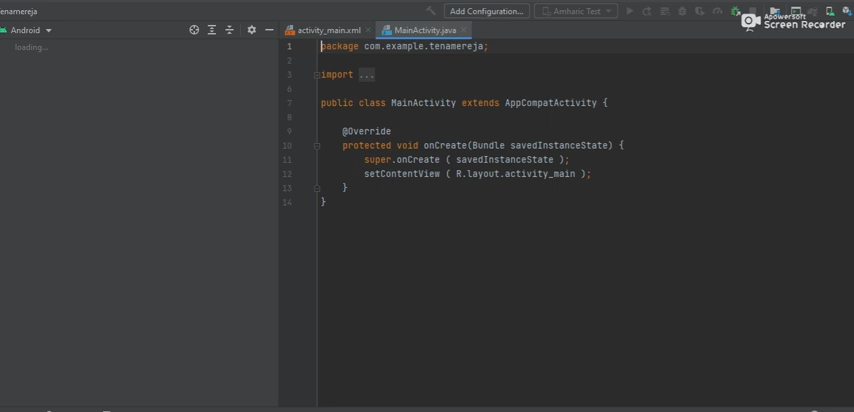 Tenamereja
Add Configuration...
Amharic Test
Apowersoft
Screen Recorder
Android
activity_main.xml
MainActivity.java
loading...
1 package com.example.tenamereja;
2
3 import ...
6
7 public class MainActivity extends AppCompatActivity {
8
9 @Override
10 protected void onCreate(Bundle savedInstanceState) {
11 super.onCreate ( savedInstanceState );
12 setContentView ( R.layout.activity_main );
13 }
14 }